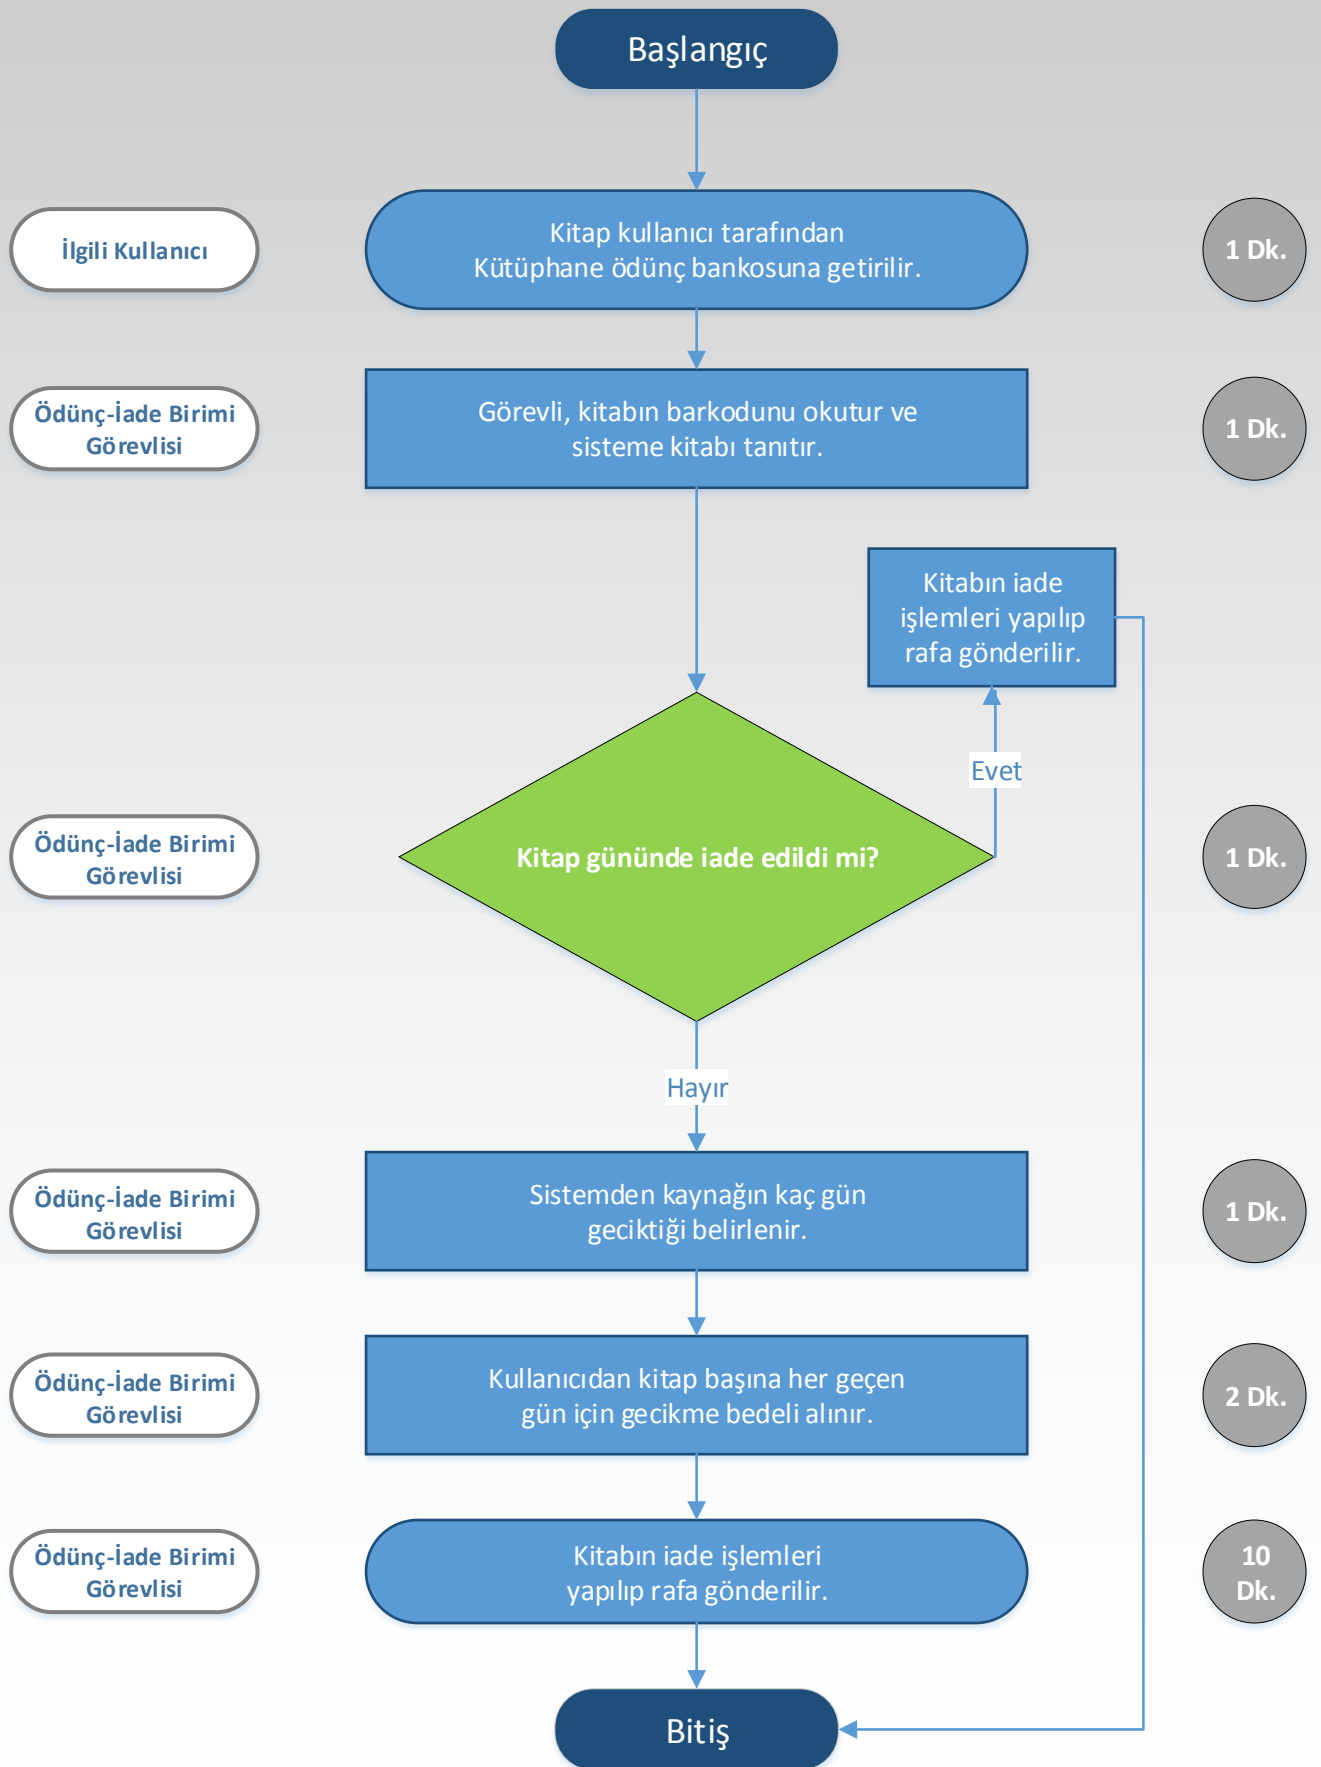 Başlangıç
İlgili Kullanıcı
Kitap kullanıcı tarafından
Kütüphane ödünç bankosuna getirilir.
1 Dk.
Ödünç-İade Birimi
Görevlisi
Görevli, kitabın barkodunu okutur ve
sisteme kitabı tanıtır.
1 Dk.
Kitabın iade
işlemleri yapılıp
rafa gönderilir.
Evet
Ödünç-İade Birimi
Görevlisi
Kitap gününde iade edildi mi?
1 Dk.
Hayır
Ödünç-İade Birimi
Görevlisi
Sistemden kaynağın kaç gün
geciktiği belirlenir.
1 Dk.
Ödünç-İade Birimi
Görevlisi
Kullanıcıdan kitap başına her geçen
gün için gecikme bedeli alınır.
2 Dk.
Ödünç-İade Birimi
Görevlisi
Kitabın iade işlemleri
yapılıp rafa gönderilir.
10
Dk.
Bitiş